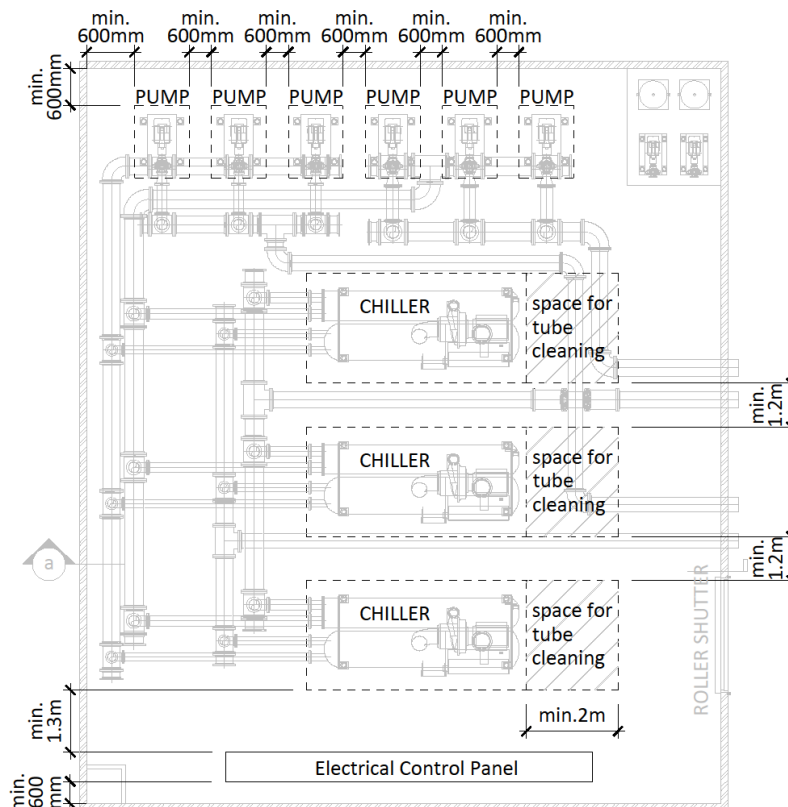 min.
600mm
min.
600mm
min.
600mm
min.
600mm
min.
600mm
min.
600mm
min.
600mm
PUMP
PUMP
PUMP
PUMP
PUMP
PUMP
CHILLER
space for
tube
cleaning
min.
1.2m
CHILLER
space for
tube
cleaning
a
min.
1.2m
CHILLER
space for
tube
cleaning
ROLLER SHUTTER
min.
1.3m
min.2m
Electrical Control Panel
min.
600
mm